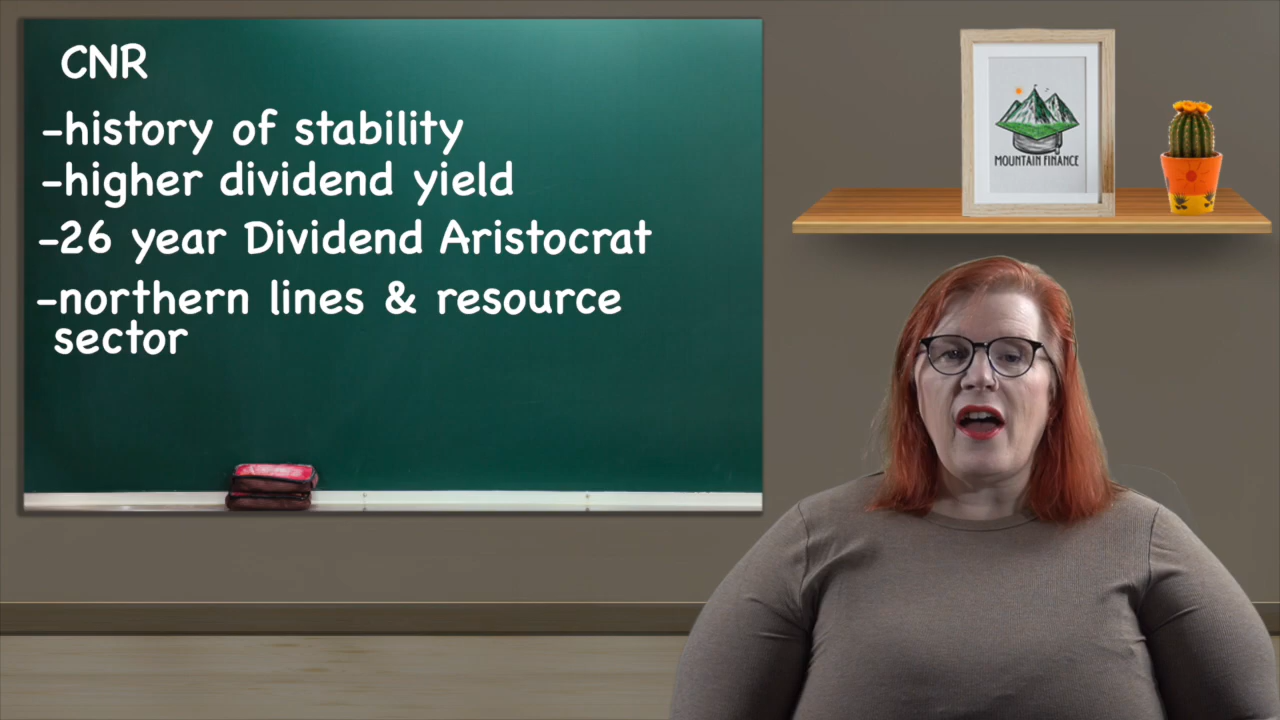 CNR
-history of stability
-higher dividend yield
-26 year Dividend Aristocrat
-northern lines & resource
sector
MOUNTAIN FINANCE